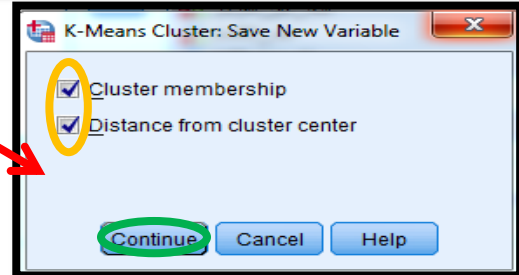 K-Means Cluster: Save New Variable
Cluster membership
Distance from cluster center
Continue Cancel Help